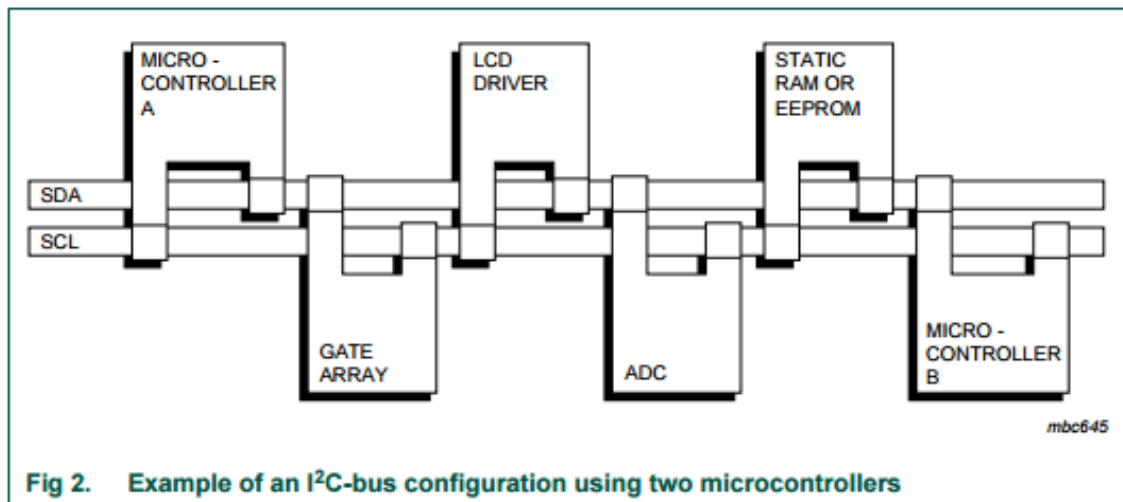 MICRO -
CONTROLLER
A
LCD
DRIVER
STATIC
RAM OR
EEPROM
SDA
SCL
GATE
ARRAY
ADC
MICRO -
CONTROLLER
B
mbc645
Fig 2. Example of an I²C-bus configuration using two microcontrollers